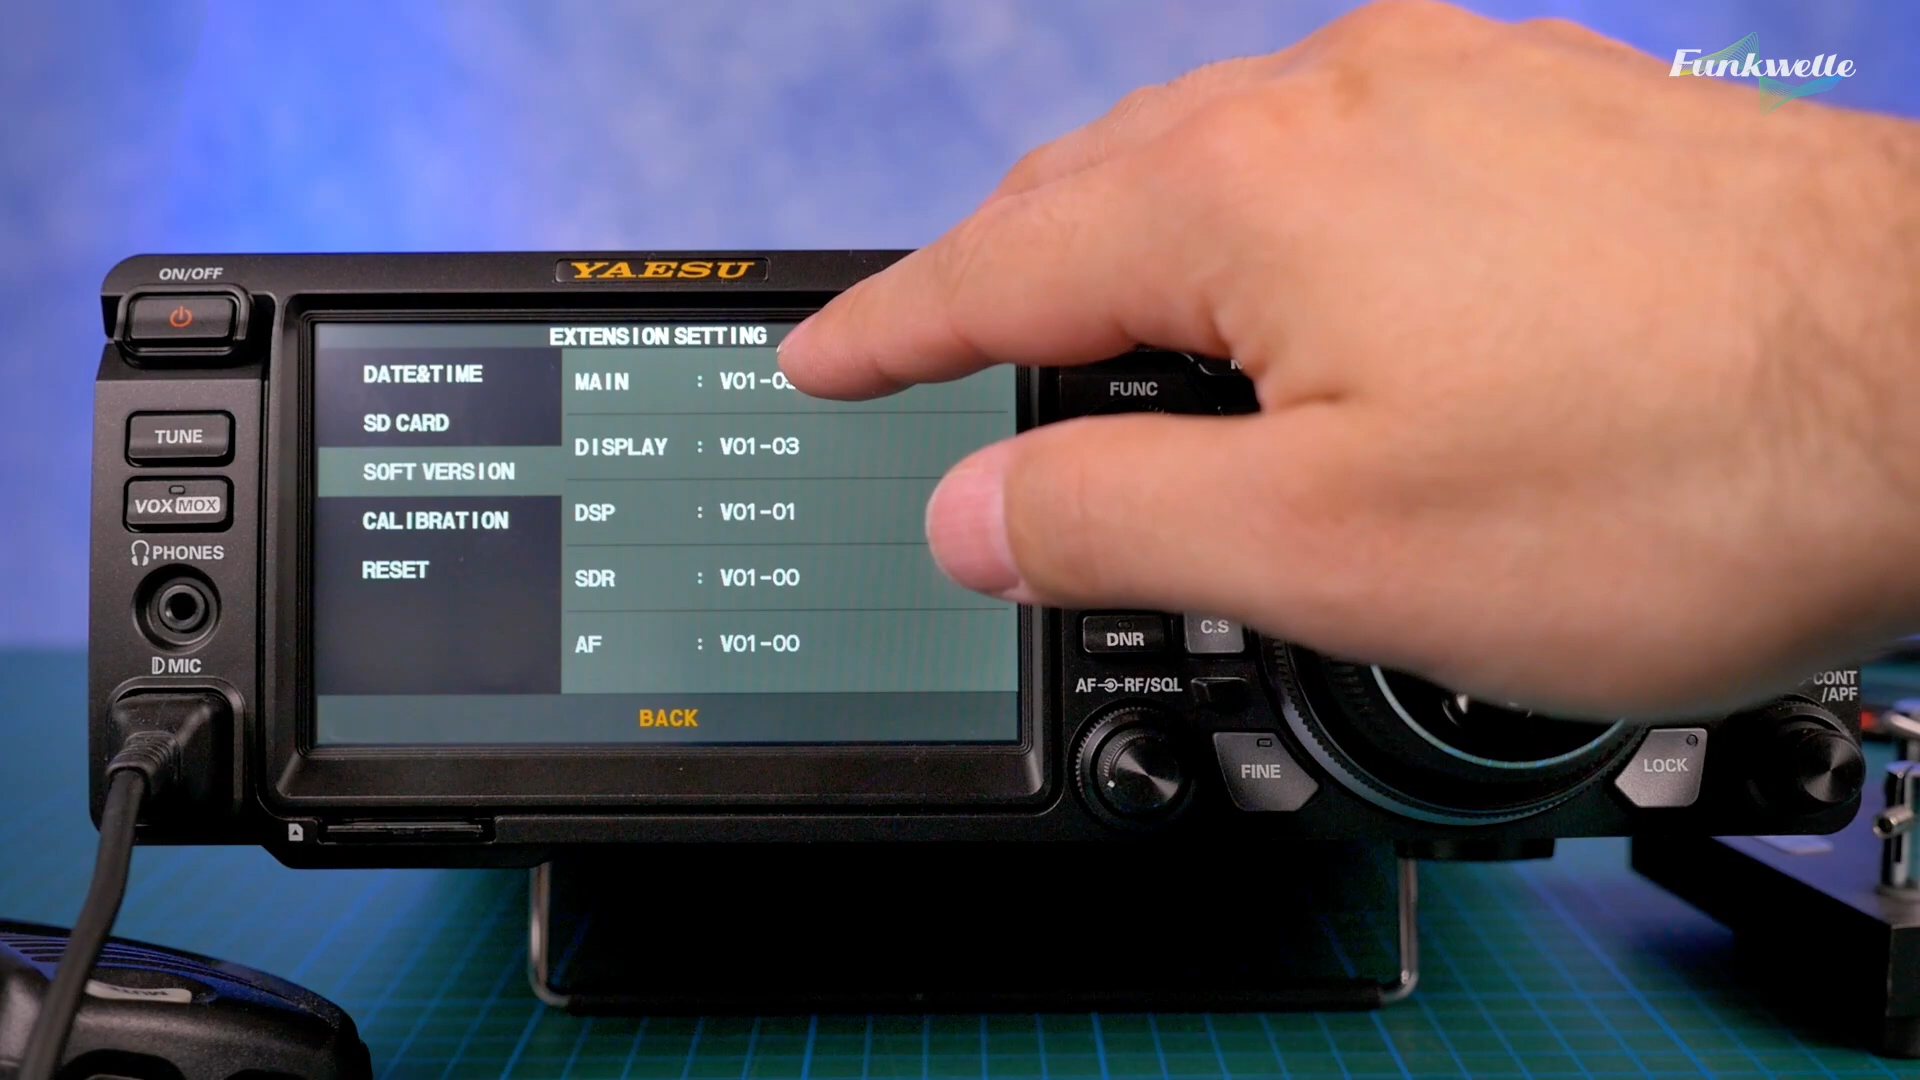 Funkwelle
ON/OFF
YAESU
EXTENSION SETTING
DATE&TIME
SD CARD
SOFT VERSION
CALIBRATION
RESET
MAIN :
DISPLAY : V01-03
DSP : V01-01
SDR : V01-00
AF : V01-00
BACK
TUNE
VOX MOX
PHONES
MIC
FUNC
DNR
C.S
AF RF/SQL
FINE
LOCK
CONT
/APF